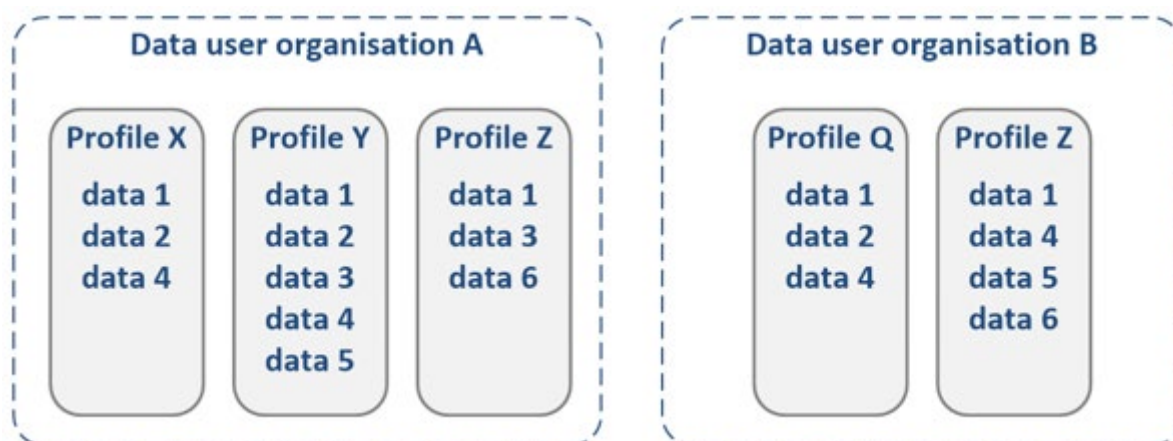 Data user organisation A
Profile X
data 1
data 2
data 4
Profile Y
data 1
data 2
data 3
data 4
data 5
Profile Z
data 1
data 3
data 6
Data user organisation B
Profile Q
data 1
data 2
data 4
Profile Z
data 1
data 4
data 5
data 6